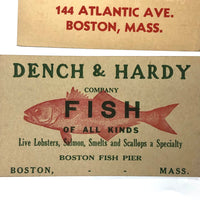 144 ATLANTIC AVE.
BOSTON, MASS.
DENCH & HARDY
COMPANY
FISH
OF ALL KINDS
Live Lobsters, Salmon, Smelts and Scallops a Specialty
BOSTON FISH PIER
BOSTON, - - MASS.